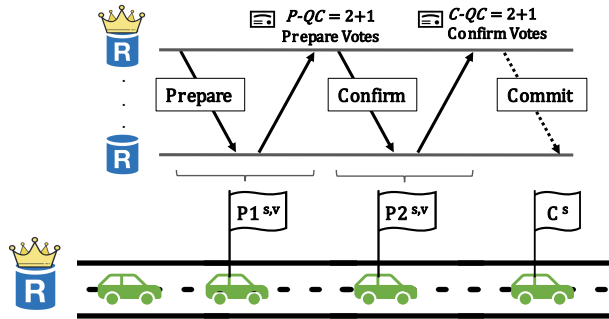 P-QC = 2+1
Prepare Votes
C-QC = 2+1
Confirm Votes
R
Prepare
Confirm
Commit
R
P1 s,v
P2 s,v
C s
R